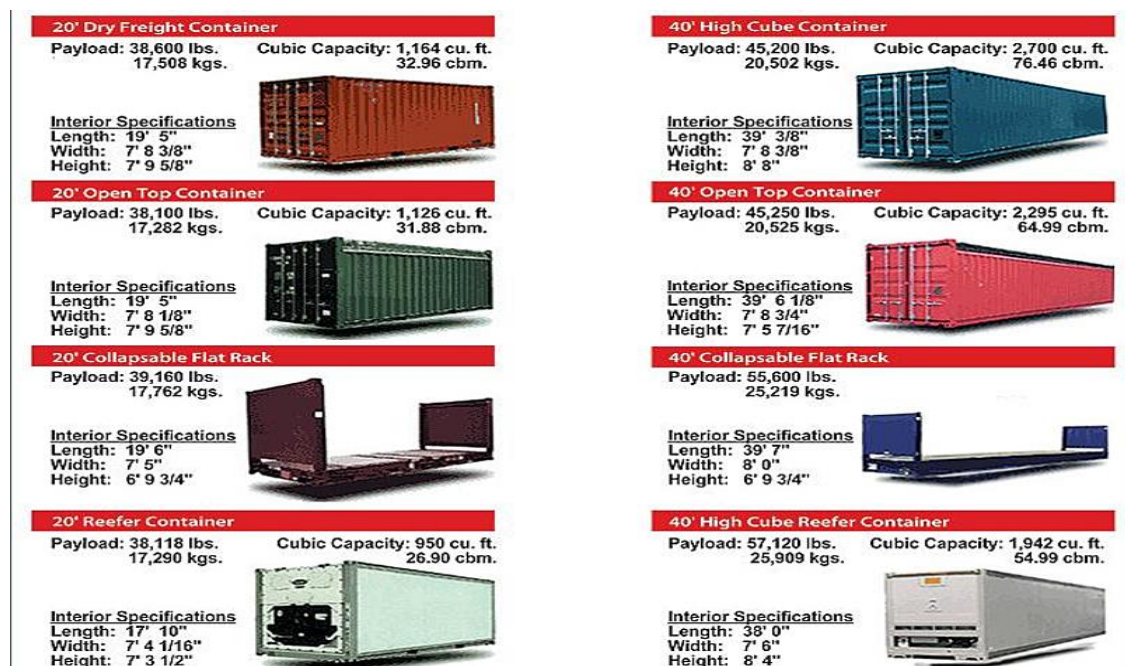 20' Dry Freight Container
Payload: 38,600 lbs. Cubic Capacity: 1,164 cu. ft.
17,508 kgs. 32.96 cbm.
Interior Specifications
Length: 19' 5"
Width: 7' 8 3/8"
Height: 7' 9 5/8"
20' Open Top Container
Payload: 38,100 lbs. Cubic Capacity: 1,126 cu. ft.
17,282 kgs. 31.88 cbm.
Interior Specifications
Length: 19' 5"
Width: 7' 8 1/8"
Height: 7' 9 5/8"
20' Collapsable Flat Rack
Payload: 39,160 lbs.
17,762 kgs.
Interior Specifications
Length: 19' 6"
Width: 7' 5"
Height: 6' 9 3/4"
20' Reefer Container
Payload: 38,118 lbs. Cubic Capacity: 950 cu. ft.
17,290 kgs. 26.90 cbm.
Interior Specifications
Length: 17' 10"
Width: 7' 4 1/16"
Height: 7' 3 1/2"
40' High Cube Container
Payload: 45,200 lbs. Cubic Capacity: 2,700 cu. ft.
20,502 kgs. 76.46 cbm.
Interior Specifications
Length: 39' 3/8"
Width: 7' 8 3/8"
Height: 8' 8"
40' Open Top Container
Payload: 45,250 lbs. Cubic Capacity: 2,295 cu. ft.
20,525 kgs. 64.99 cbm.
Interior Specifications
Length: 39' 6 1/8"
Width: 7' 8 3/4"
Height: 7' 5 7/16"
40' Collapsable Flat Rack
Payload: 55,600 lbs.
25,219 kgs.
Interior Specifications
Length: 39' 7"
Width: 8' 0"
Height: 6' 9 3/4"
40' High Cube Reefer Container
Payload: 57,120 lbs. Cubic Capacity: 1,942 cu. ft.
25,909 kgs. 54.99 cbm.
Interior Specifications
Length: 38' 0"
Width: 7' 6"
Height: 8' 4"